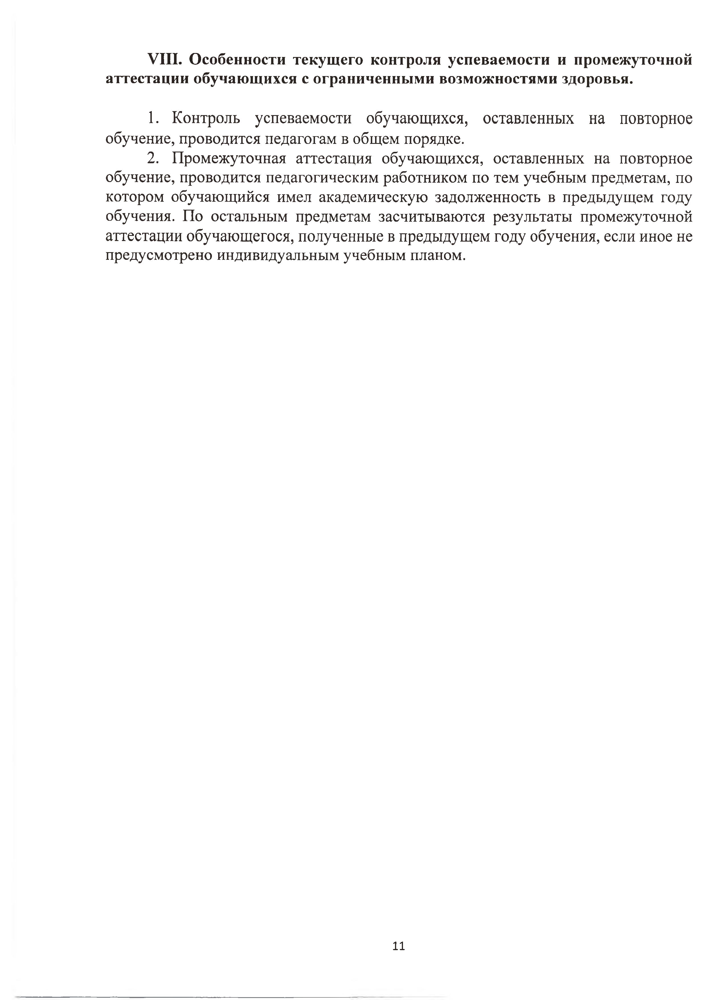 VIII. Особенности текущего контроля успеваемости и промежуточной
аттестации обучающихся с ограниченными возможностями здоровья.
1. Контроль успеваемости обучающихся, оставленных на повторное
обучение, проводится педагогам в общем порядке.
2. Промежуточная аттестация обучающихся, оставленных на повторное
обучение, проводится педагогическим работником по тем учебным предметам, по
котором обучающийся имел академическую задолженность в предыдущем году
обучения. По остальным предметам засчитываются результаты промежуточной
аттестации обучающегося, полученные в предыдущем году обучения, если иное не
предусмотрено индивидуальным учебным планом.
11